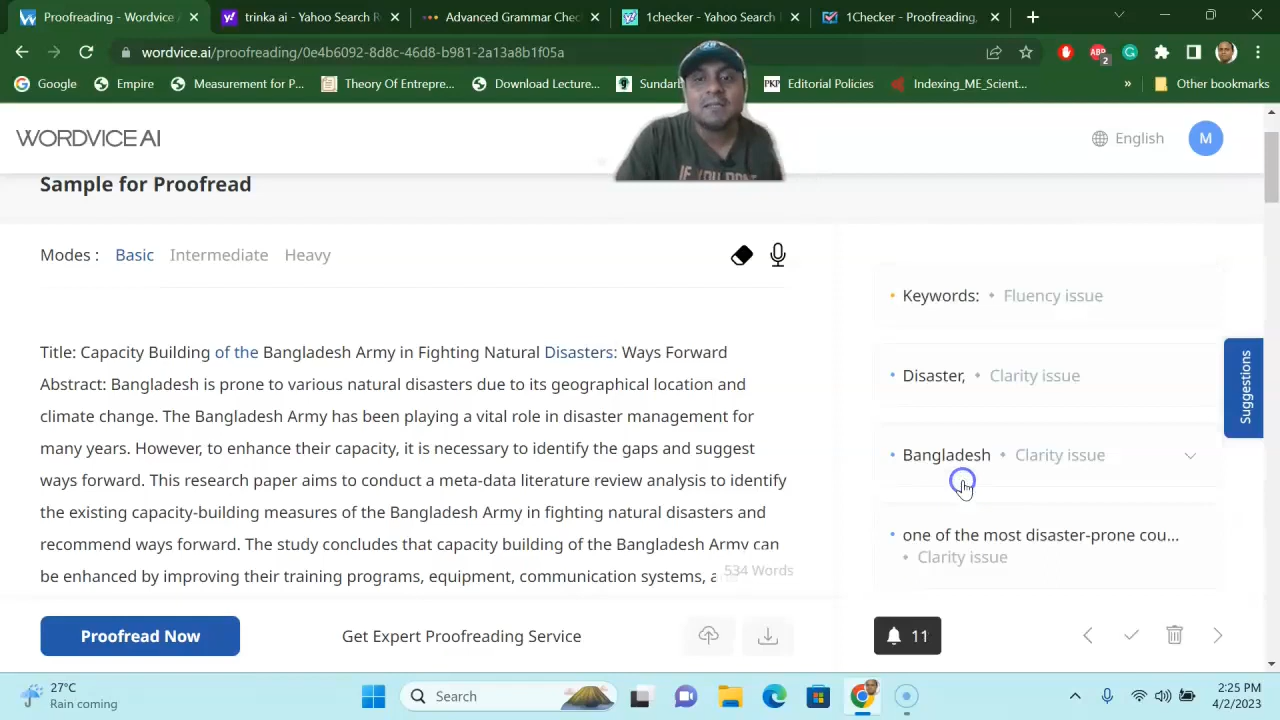 Proofreading - Wordvice A
trinka ai - Yahoo Search R
Advanced Grammar Chec
1checker - Yahoo Search
1Checker - Proofreading,
wordvice.ai/proofreading/0e4b6092-8d8c-46d8-b981-2a13a8b1f05a
ABP
2
Google
Empire
Measurement for P...
Theory Of Entrepre...
Download Lecture...
Sundar
PKP
Editorial Policies
Indexing_ME_Scient...
»
Other bookmarks
WORDVICE AI
English
M
IF YOU DON'T
Sample for Proofread
Modes :
Basic
Intermediate
Heavy
Title: Capacity Building of the Bangladesh Army in Fighting Natural Disasters: Ways Forward
Abstract: Bangladesh is prone to various natural disasters due to its geographical location and
climate change. The Bangladesh Army has been playing a vital role in disaster management for
many years. However, to enhance their capacity, it is necessary to identify the gaps and suggest
ways forward. This research paper aims to conduct a meta-data literature review analysis to identify
the existing capacity-building measures of the Bangladesh Army in fighting natural disasters and
recommend ways forward. The study concludes that capacity building of the Bangladesh Army can
be enhanced by improving their training programs, equipment, communication systems, a
534 Words
Keywords: • Fluency issue
Disaster, • Clarity issue
Bangladesh • Clarity issue
one of the most disaster-prone cou...
• Clarity issue
Suggestions
Proofread Now
Get Expert Proofreading Service
11
27°C
Rain coming
Search
2:25 PM
4/2/2023